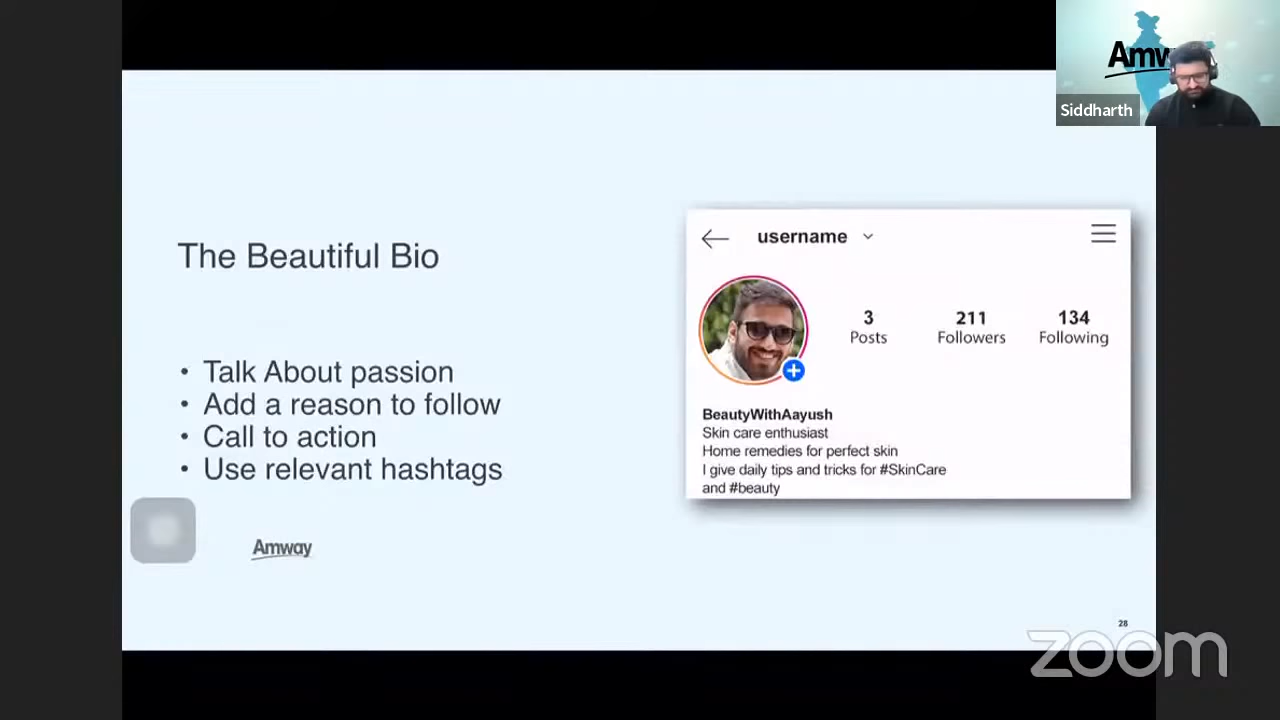 Amw
Siddharth
The Beautiful Bio
• Talk About passion
• Add a reason to follow
• Call to action
• Use relevant hashtags
Amway
username
3
Posts
211
Followers
134
Following
BeautyWithAayush
Skin care enthusiast
Home remedies for perfect skin
I give daily tips and tricks for #SkinCare
and #beauty
28
zoom